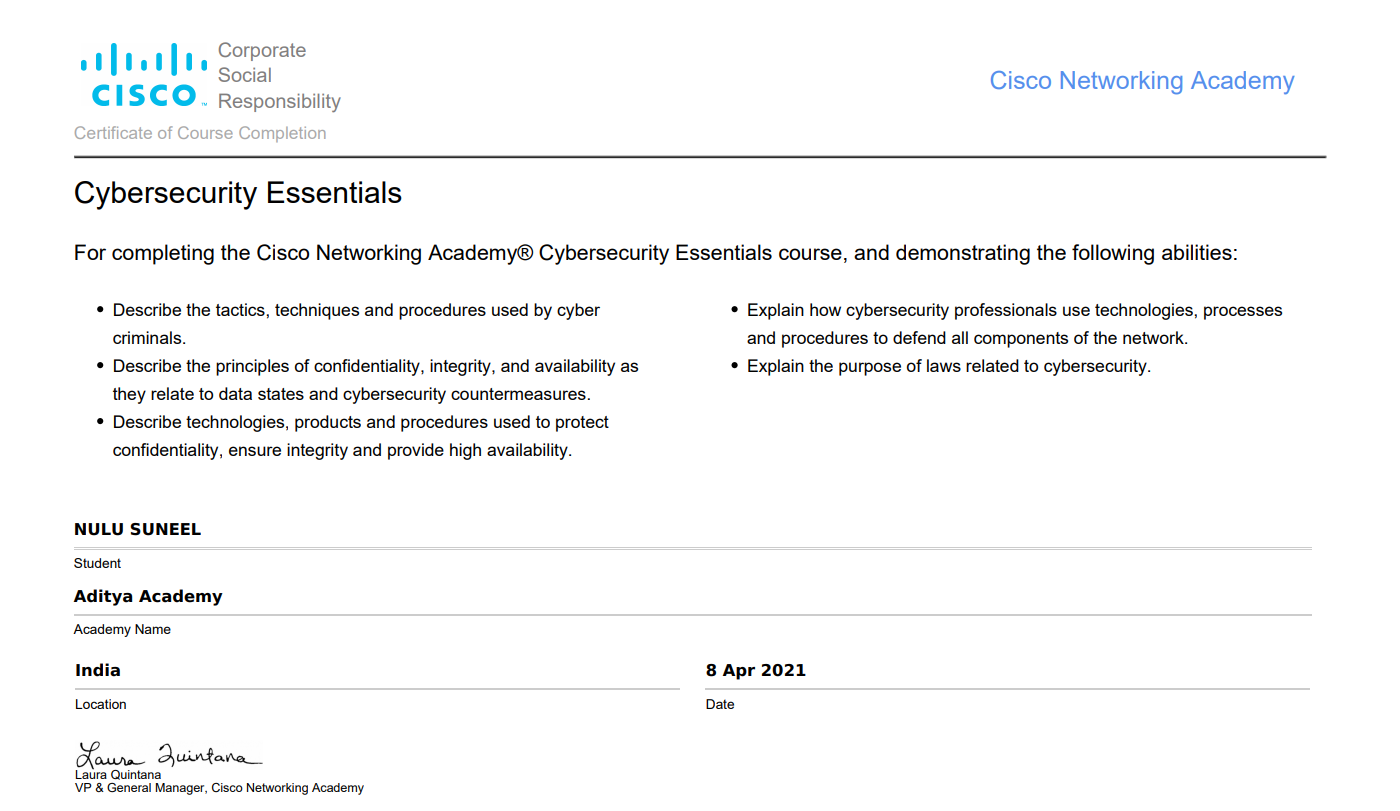 Corporate
Social
Responsibility
CISCO™
Cisco Networking Academy
Certificate of Course Completion
Cybersecurity Essentials
For completing the Cisco Networking Academy® Cybersecurity Essentials course, and demonstrating the following abilities:
• Describe the tactics, techniques and procedures used by cyber
criminals.
• Describe the principles of confidentiality, integrity, and availability as
they relate to data states and cybersecurity countermeasures.
• Describe technologies, products and procedures used to protect
confidentiality, ensure integrity and provide high availability.
• Explain how cybersecurity professionals use technologies, processes
and procedures to defend all components of the network.
• Explain the purpose of laws related to cybersecurity.
NULU SUNEEL
Student
Aditya Academy
Academy Name
India
Location
8 Apr 2021
Date
Laura Quintana
Laura Quintana
VP & General Manager, Cisco Networking Academy